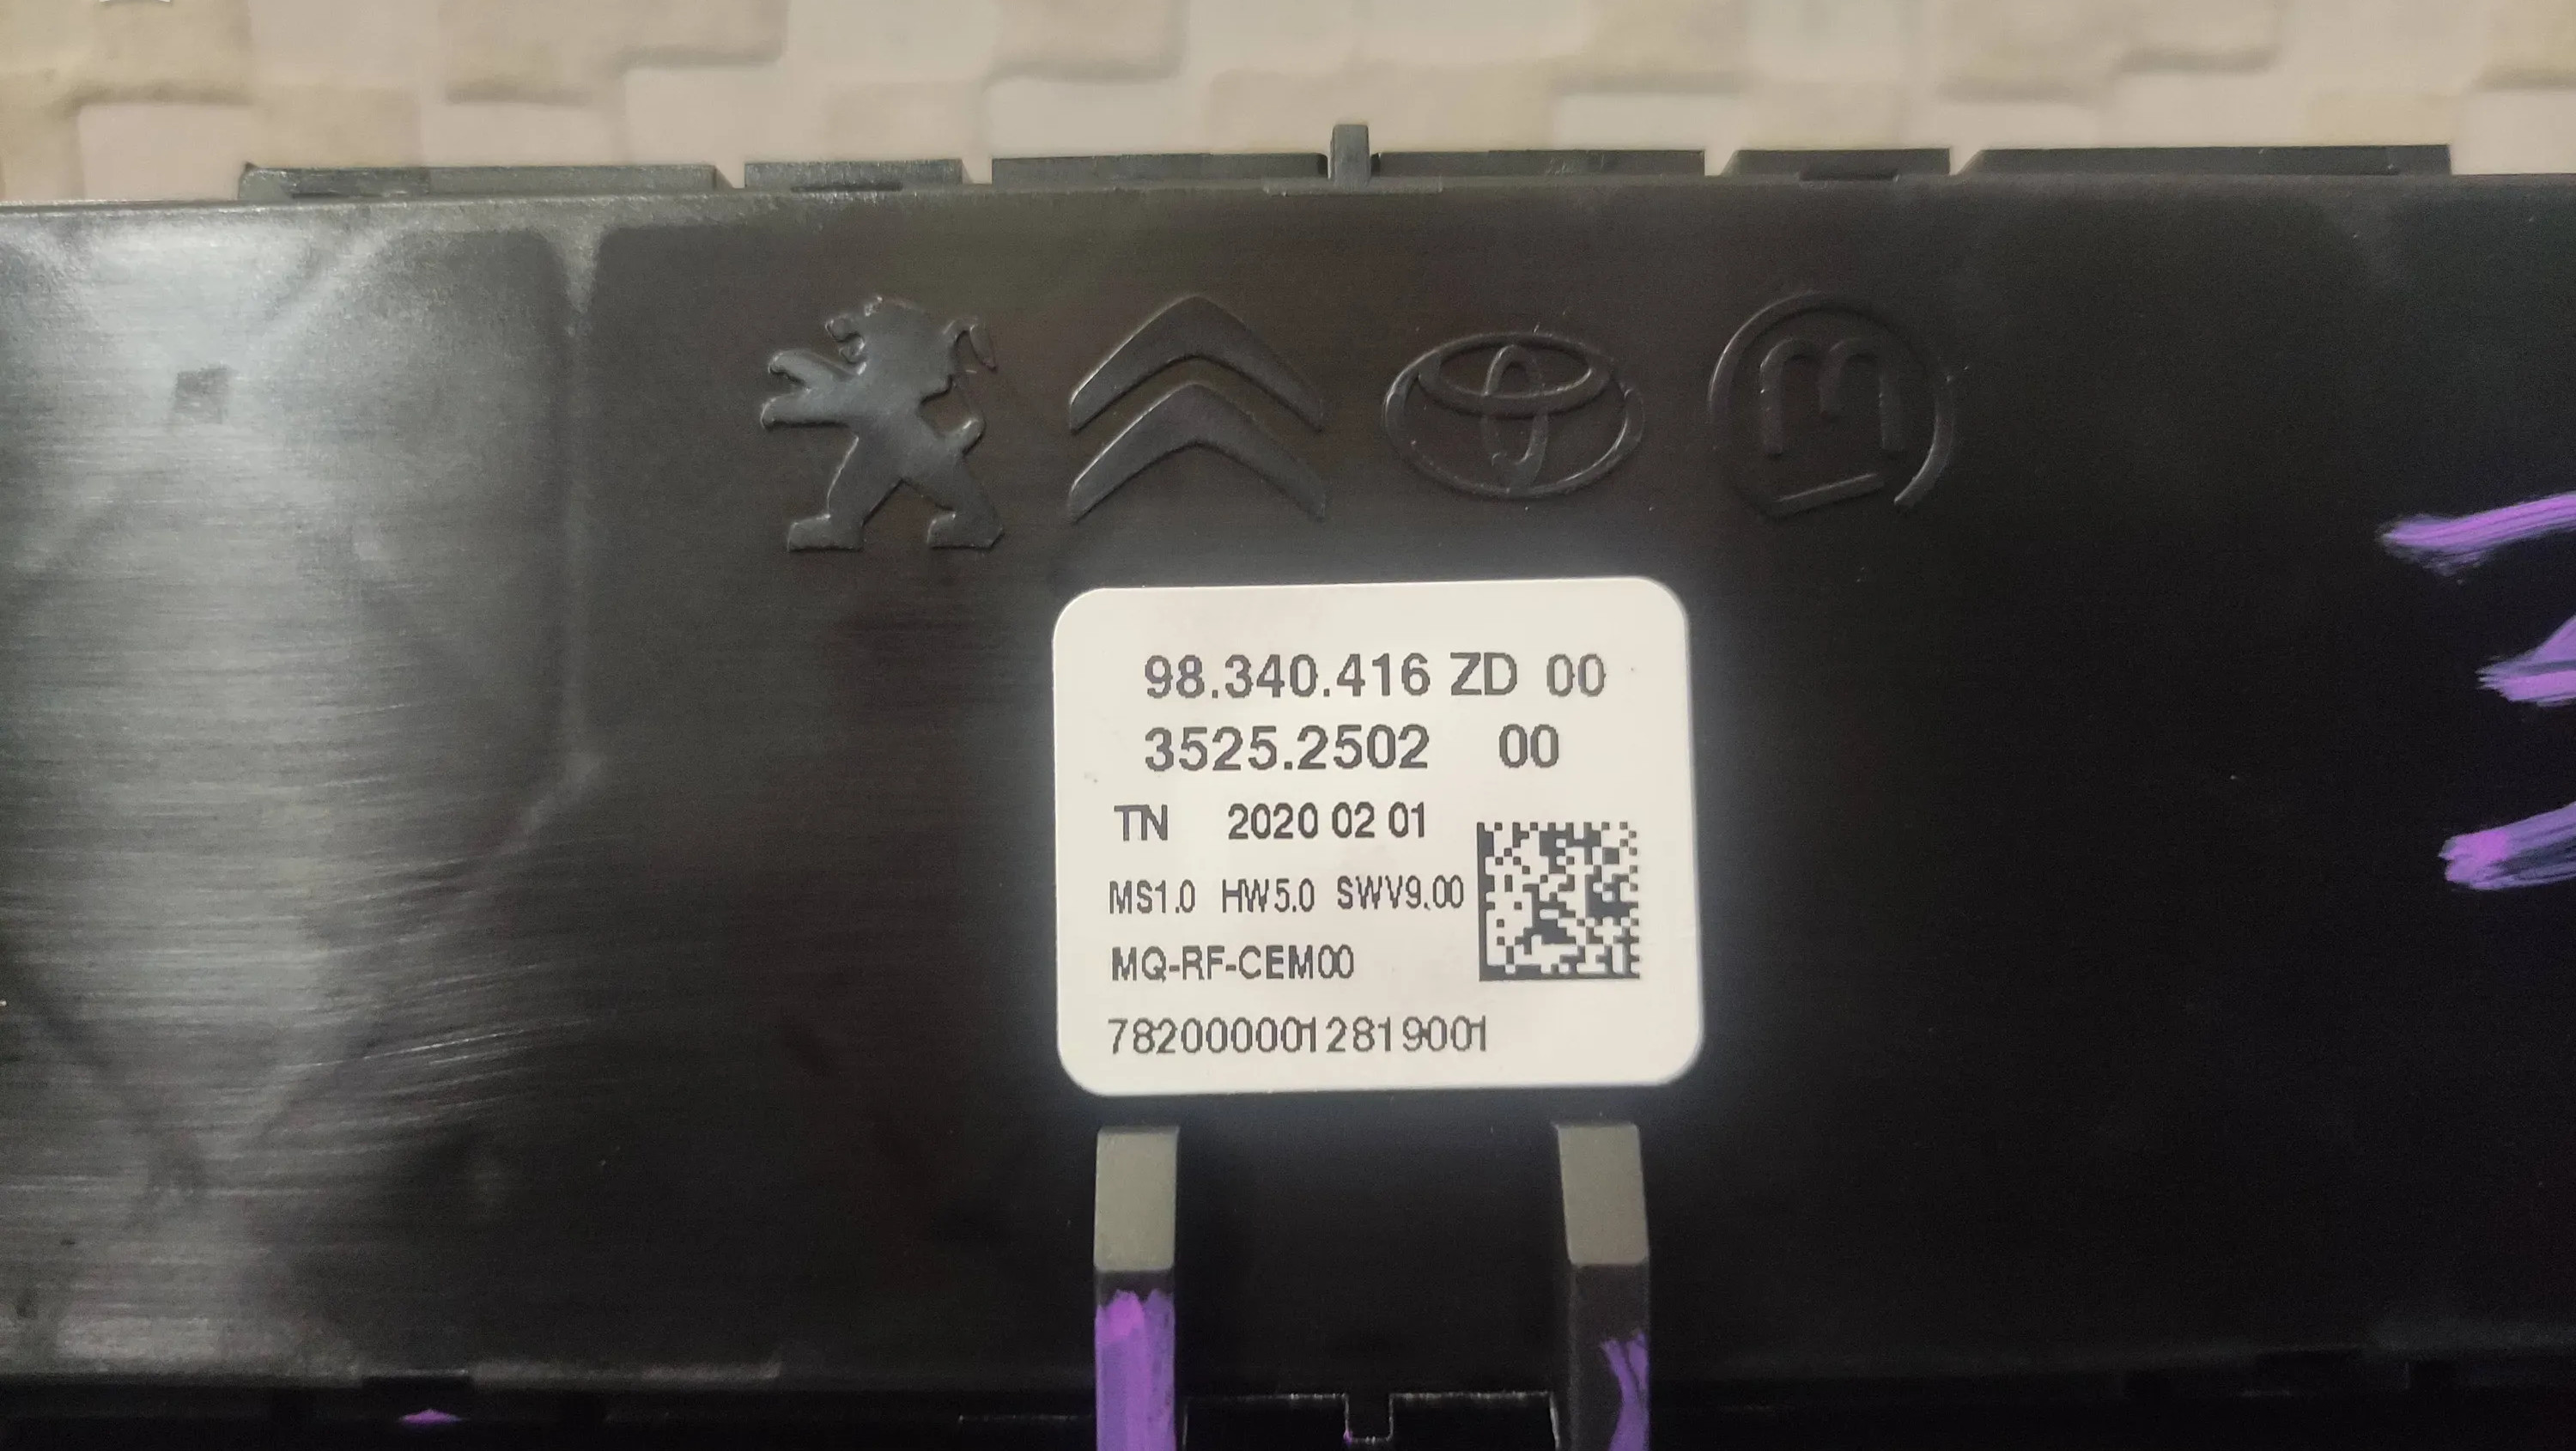 98.340.416 ZD 00
3525.2502 00
TN 2020 02 01
MS1.0 HW5.0 SWV9.00
MQ-RF-CEM00
7820000012819001